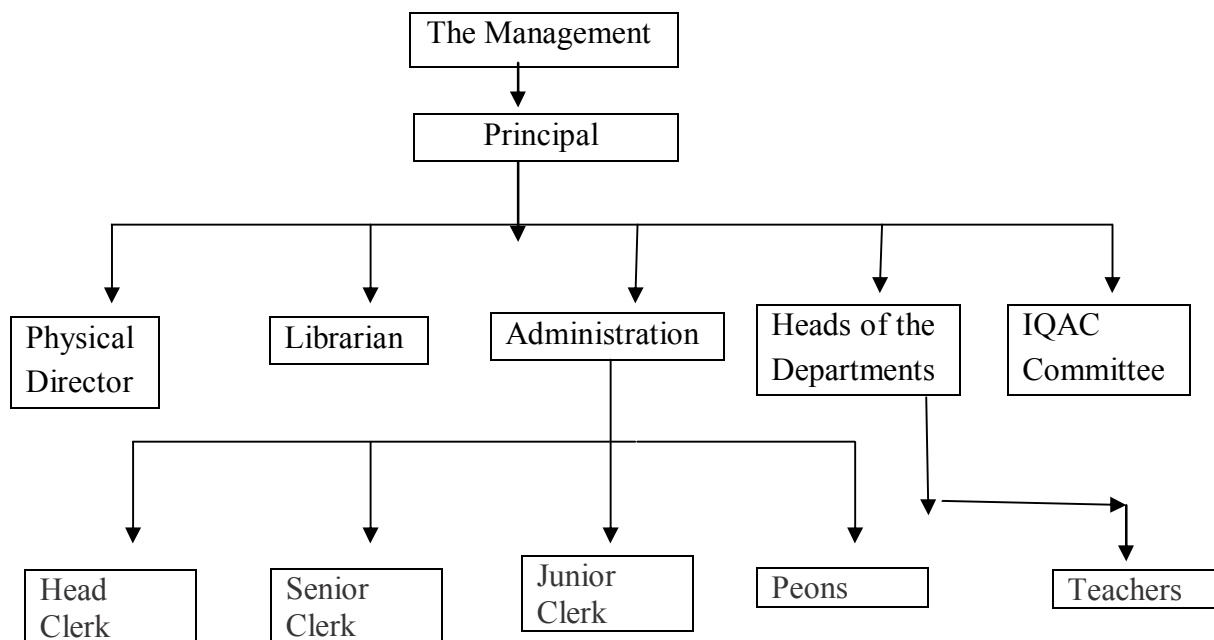 The Management
Principal
Physical
Director
Librarian
Administration
Heads of the
Departments
IQAC
Committee
Head
Clerk
Senior
Clerk
Junior
Clerk
Peons
Teachers